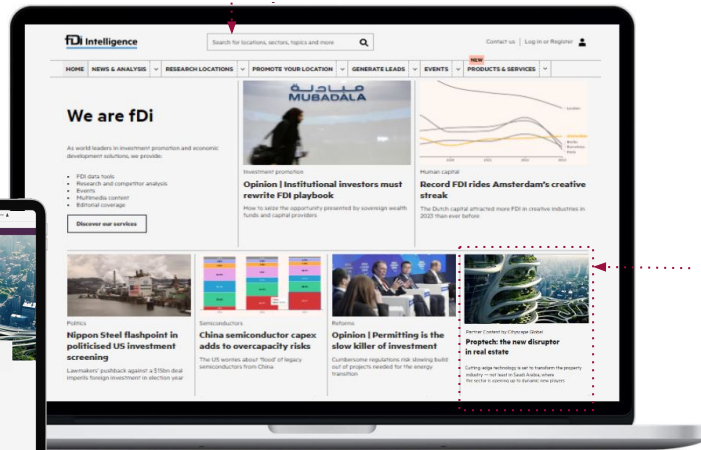 fDi Intelligence
Search for locations, sectors, topics and more
Contact us | Log in or Register
HOME
NEWS & ANALYSIS
RESEARCH LOCATIONS
PROMOTE YOUR LOCATION
GENERATE LEADS
EVENTS
NEW
PRODUCTS & SERVICES
We are fDi
As world leaders in investment promotion and economic
development solutions, we provide:
FDI data tools
Research and competitor analysis
Events
Multimedia content
Editorial coverage
Discover our services
MUBADALA
Investment promotion
Opinion | Institutional investors must
rewrite FDI playbook
How to seize the opportunity presented by sovereign wealth
funds and capital providers
Human capital
Record FDI rides Amsterdam's creative
streak
The Dutch capital attracted more FDI in creative industries in
2023 than ever before
Politics
Nippon Steel flashpoint in
politicised US investment
screening
Lawmakers' pushback against a $15bn deal
imperils foreign investment in election year
Semiconductors
China semiconductor capex
adds to overcapacity risks
The US worries about 'flood' of legacy
semiconductors from China
Reforms
Opinion | Permitting is the
slow killer of investment
Cumbersome regulations risk slowing build
out of projects needed for the energy
transition
Partner Content by Cityscape Global
Proptech: the new disruptor
in real estate
Cutting-edge technology is set to transform the property
industry — not least in Saudi Arabia, where
the sector is opening up to dynamic new players